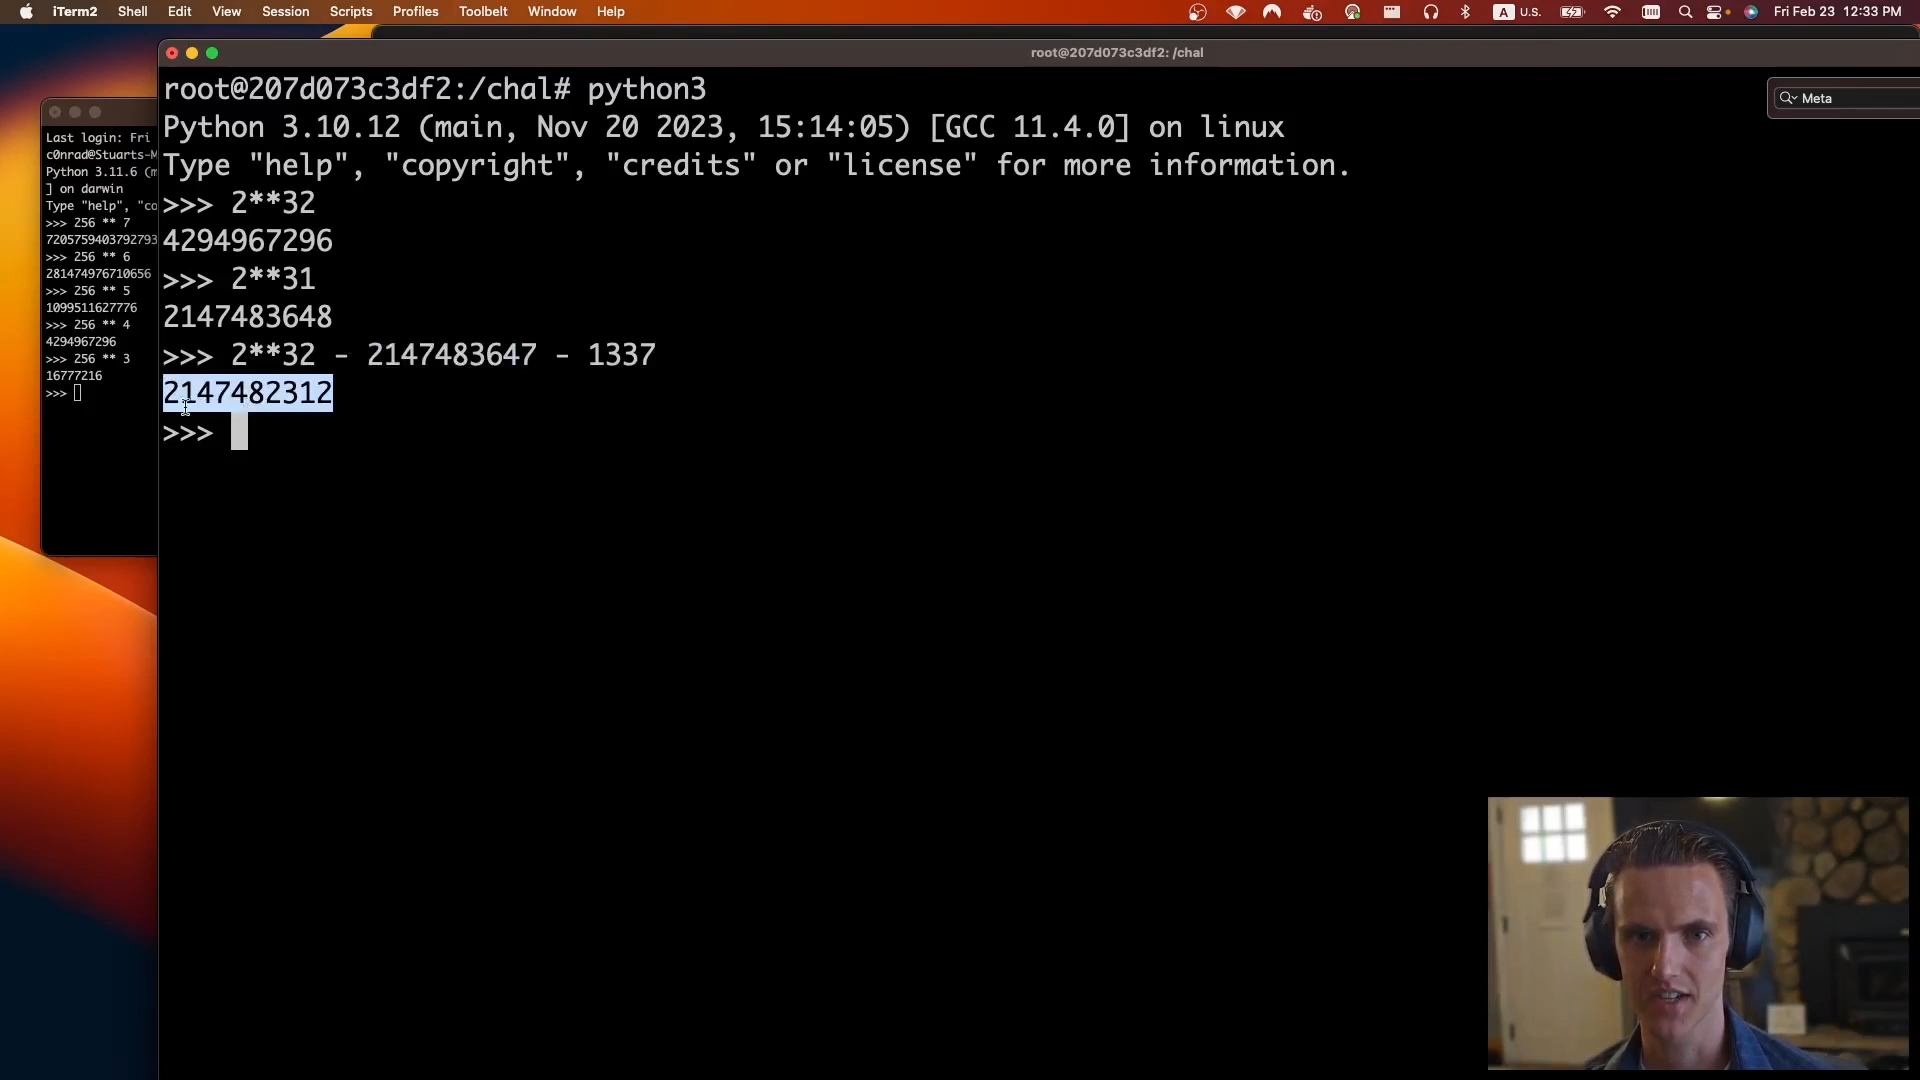 iTerm2 Shell Edit View Session Scripts Profiles Toolbelt Window Help A U.S. Fri Feb 23 12:33 PM
root@207d073c3df2: /chal
Meta
root@207d073c3df2:/chal# python3
Python 3.10.12 (main, Nov 20 2023, 15:14:05) [GCC 11.4.0] on linux
Type "help", "copyright", "credits" or "license" for more information.
>>> 2**32
4294967296
>>> 2**31
2147483648
>>> 2**32 - 2147483647 - 1337
2147482312
>>>
Last login: Fri
c0nrad@Stuarts-M
Python 3.11.6 (m
] on darwin
Type "help", "co
>>> 256 ** 7
7205759403792793
>>> 256 ** 6
281474976710656
>>> 256 ** 5
1099511627776
>>> 256 ** 4
4294967296
>>> 256 ** 3
16777216
>>>